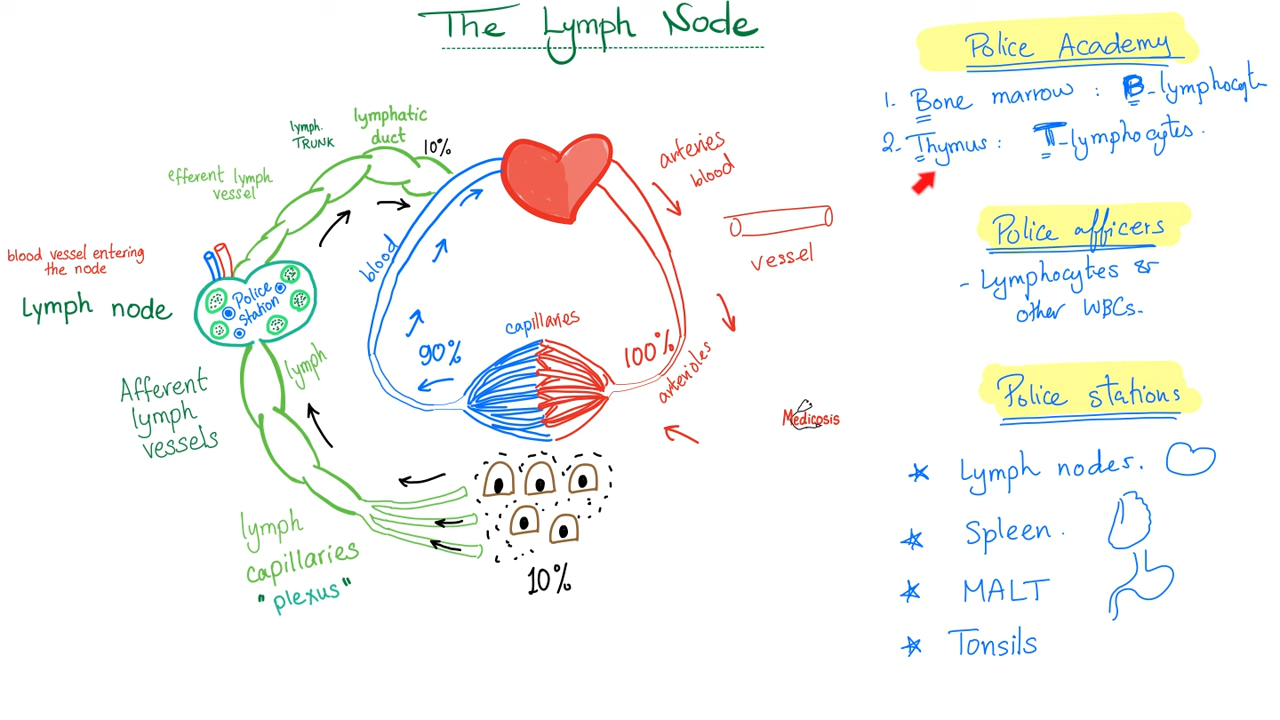 The Lymph Node
lymphatic
duct
lymph.
TRUNK
10%
efferent lymph
vessel
blood vessel entering
the node
Lymph node
Police
station
Afferent
lymph
vessels
lymph
lymph
capillaries
"plexus"
blood
90%
capillaries
100%
arterioles
arteries
blood
vessel
Medicosis
10%
Police Academy
1. Bone marrow : B-lymphocyt
2- Thymus : T-lymphocytes.
Police afficers
- Lymphocytes &
other WBCs.
Police stations
* Lymph nodes.
* Spleen.
* MALT
* Tonsils